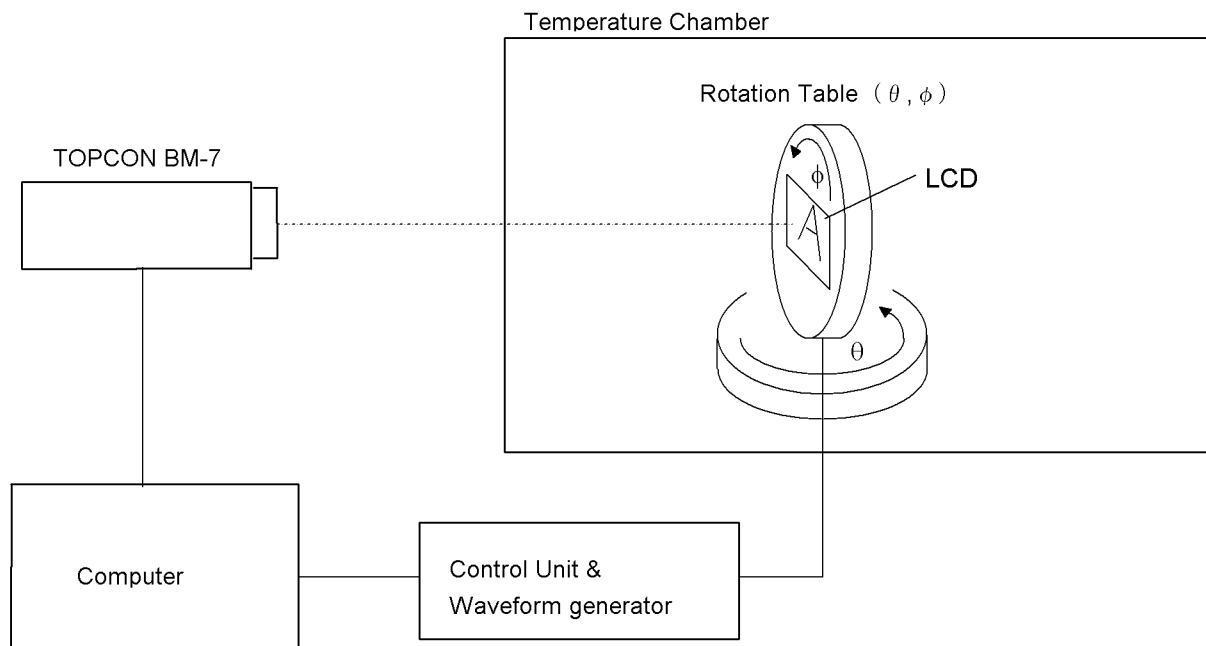 Temperature Chamber
Rotation Table (θ, ϕ)
TOPCON BM-7
ϕ
LCD
A
θ
Computer
Control Unit &
Waveform generator